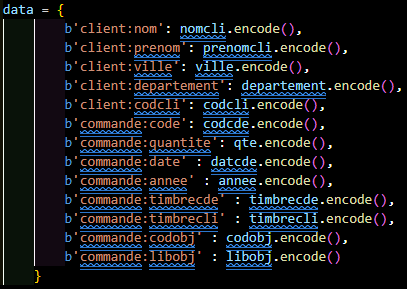 data = {
b'client:nom': nomcli.encode(),
b'client:prenom': prenomcli.encode(),
b'client:ville': ville.encode(),
b'client:departement': departement.encode(),
b'client:codcli': codcli.encode(),
b'commande:code': codcde.encode(),
b'commande:quantite': qte.encode(),
b'commande:date' : datcde.encode(),
b'commande:annee' : annee.encode(),
b'commande:timbrecde' : timbrecde.encode(),
b'commande:timbrecli' : timbrecli.encode(),
b'commande:codobj' : codobj.encode(),
b'commande:libobj' : libobj.encode()
}